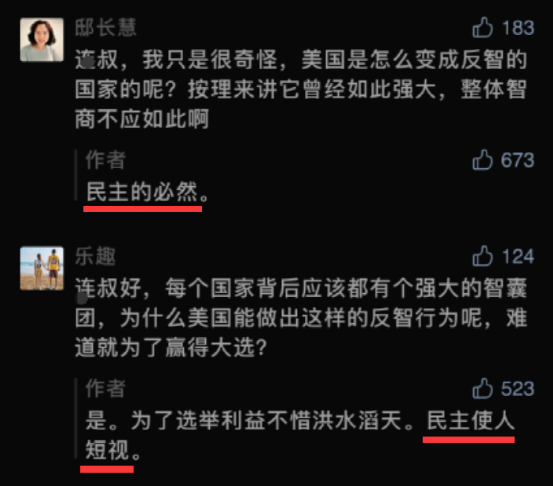 邸长慧
183
连叔，我只是很奇怪，美国是怎么变成反智的
国家的呢？按理来讲它曾经如此强大，整体智
商不应如此啊
作者
673
民主的必然。
乐趣
124
连叔好，每个国家背后应该都有个强大的智囊
团，为什么美国能做出这样的反智行为呢，难
道就为了赢得大选？
作者
523
是。为了选举利益不惜洪水滔天。民主使人
短视。